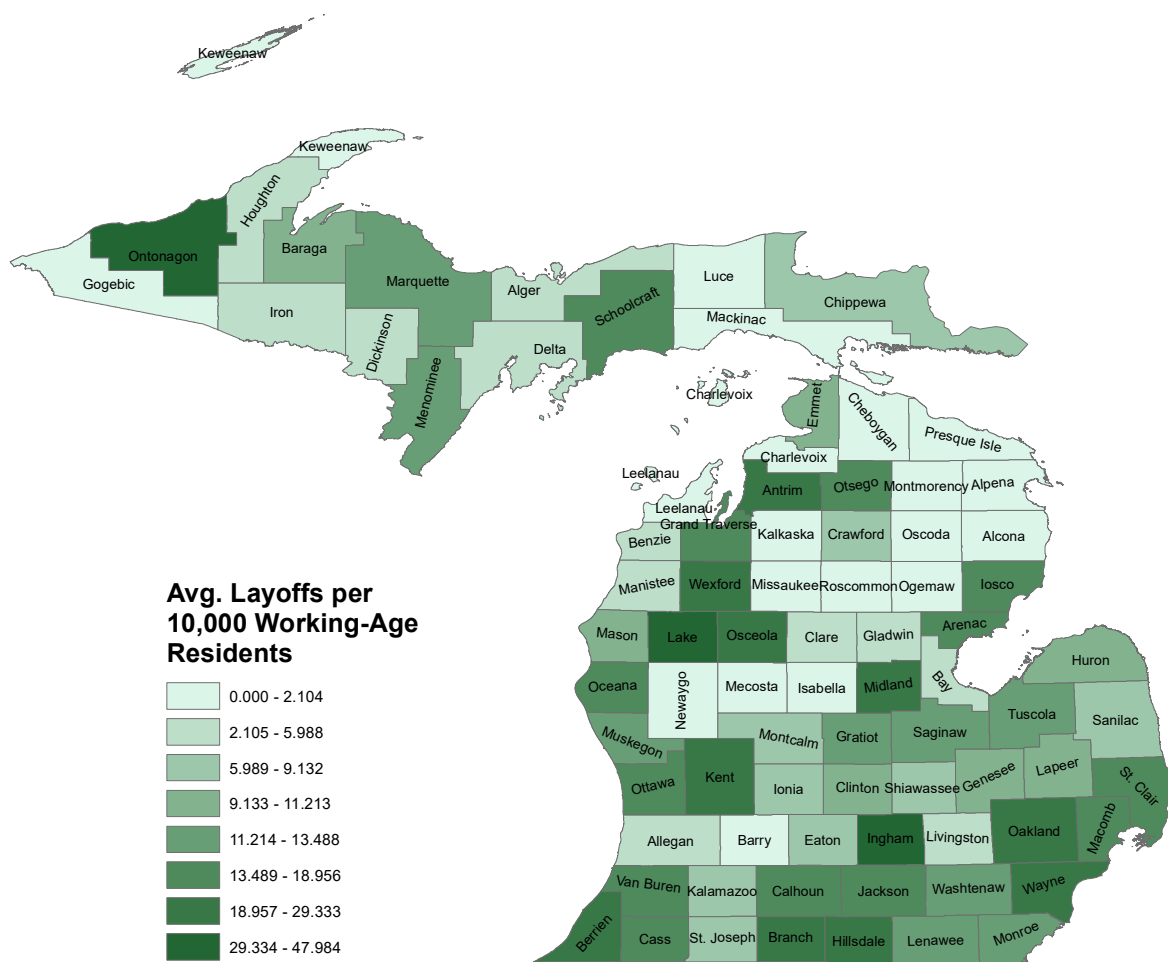 Keweenaw
Keweenaw
Houghton
Ontonagon
Baraga
Gogebic
Marquette
Iron
Alger
Schoolcraft
Luce
Chippewa
Mackinac
Dickinson
Delta
Menominee
Charlevoix
Emmet
Cheboygan
Presque Isle
Charlevoix
Leelanau
Antrim
Otsego
Montmorency
Alpena
Leelanau
Grand Traverse
Benzie
Kalkaska
Crawford
Oscoda
Alcona
Manistee
Wexford
Missaukee
Roscommon
Ogemaw
Iosco
Mason
Lake
Osceola
Clare
Gladwin
Arenac
Huron
Oceana
Newaygo
Mecosta
Isabella
Midland
Bay
Tuscola
Sanilac
Muskegon
Montcalm
Gratiot
Saginaw
Ottawa
Kent
Ionia
Clinton
Shiawassee
Genesee
Lapeer
St. Clair
Allegan
Barry
Eaton
Ingham
Livingston
Oakland
Macomb
Van Buren
Kalamazoo
Calhoun
Jackson
Washtenaw
Wayne
Berrien
Cass
St. Joseph
Branch
Hillsdale
Lenawee
Monroe
Avg. Layoffs per
10,000 Working-Age
Residents
0.000 - 2.104
2.105 - 5.988
5.989 - 9.132
9.133 - 11.213
11.214 - 13.488
13.489 - 18.956
18.957 - 29.333
29.334 - 47.984